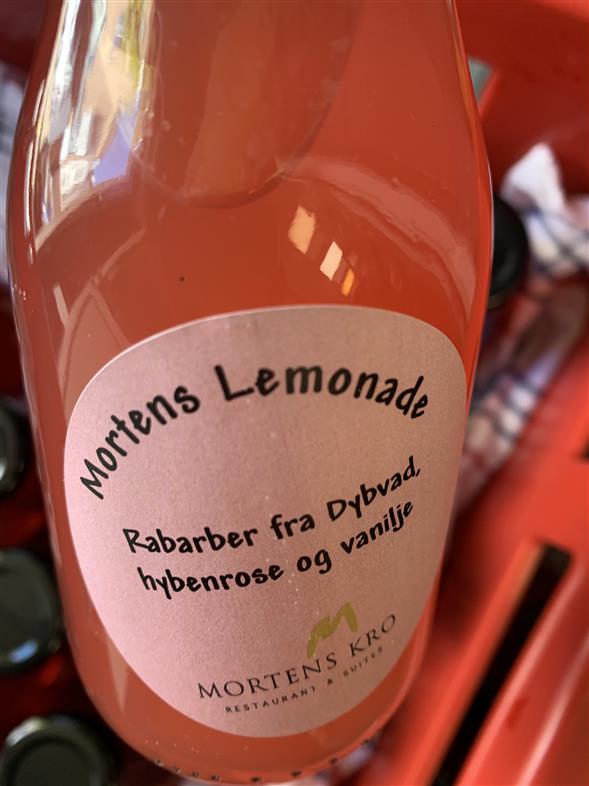 Mortens Lemonade
Rabarber fra Dybvad,
hybenrose og vanilje
MORTENS KRO
RESTAURANT & SUITES